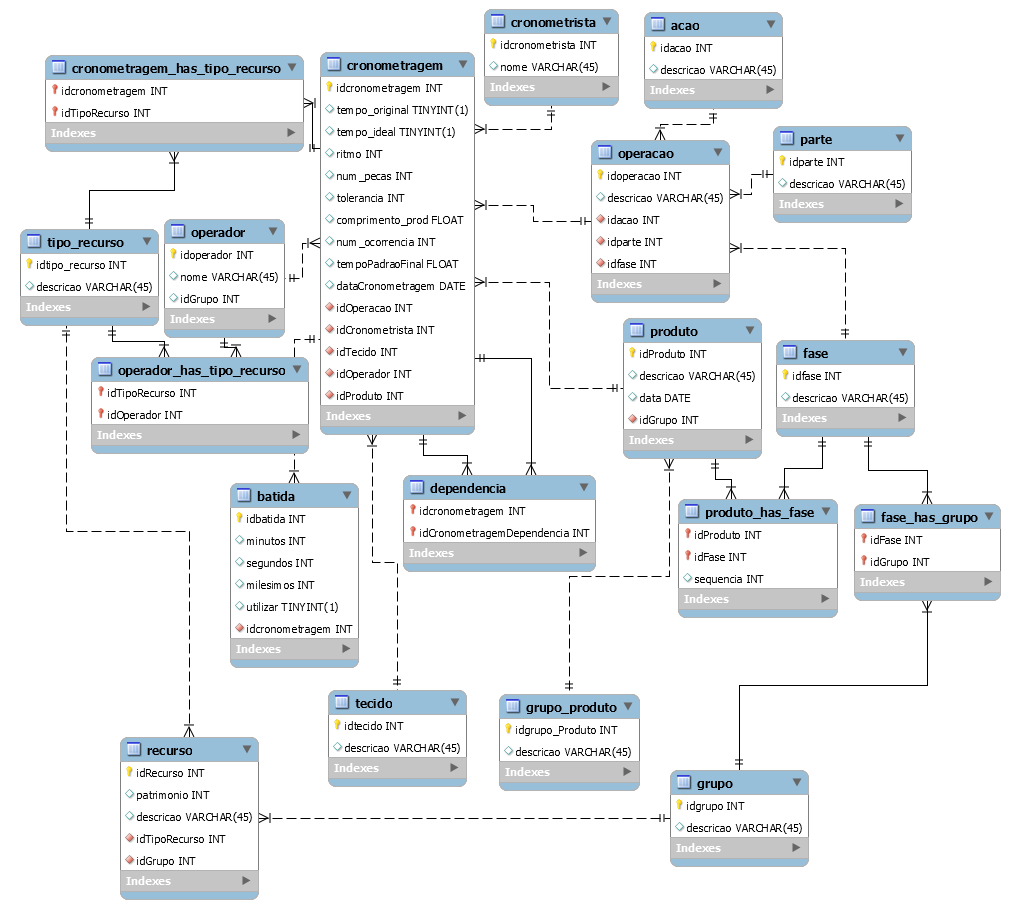 cronometragem_has_tipo_recurso
idcronometragem INT
idTipoRecurso INT
Indexes
cronometragem
idcronometragem INT
tempo_original TINYINT(1)
tempo_ideal TINYINT(1)
ritmo INT
num_pecas INT
tolerancia INT
comprimento_prod FLOAT
num_ocorrencia INT
tempoPadraoFinal FLOAT
dataCronometragem DATE
idOperacao INT
idCronometrista INT
idTecido INT
idOperador INT
idProduto INT
Indexes
cronometrista
idcronometrista INT
nome VARCHAR(45)
Indexes
acao
idacao INT
descricao VARCHAR(45)
Indexes
operacao
idoperacao INT
descricao VARCHAR(45)
idacao INT
idparte INT
idfase INT
Indexes
parte
idparte INT
descricao VARCHAR(45)
Indexes
tipo_recurso
idtipo_recurso INT
descricao VARCHAR(45)
Indexes
operador
idoperador INT
nome VARCHAR(45)
idGrupo INT
Indexes
operador_has_tipo_recurso
idTipoRecurso INT
idOperador INT
Indexes
produto
idProduto INT
descricao VARCHAR(45)
data DATE
idGrupo INT
Indexes
fase
idfase INT
descricao VARCHAR(45)
Indexes
batida
idbatida INT
minutos INT
segundos INT
milesimos INT
utilizar TINYINT(1)
idcronometragem INT
Indexes
dependencia
idcronometragem INT
idCronometragemDependencia INT
Indexes
produto_has_fase
idProduto INT
idFase INT
sequencia INT
Indexes
fase_has_grupo
idFase INT
idGrupo INT
Indexes
tecido
idtecido INT
descricao VARCHAR(45)
Indexes
grupo_produto
idgrupo_Produto INT
descricao VARCHAR(45)
Indexes
recurso
idRecurso INT
patrimonio INT
descricao VARCHAR(45)
idTipoRecurso INT
idGrupo INT
Indexes
grupo
idgrupo INT
descricao VARCHAR(45)
Indexes